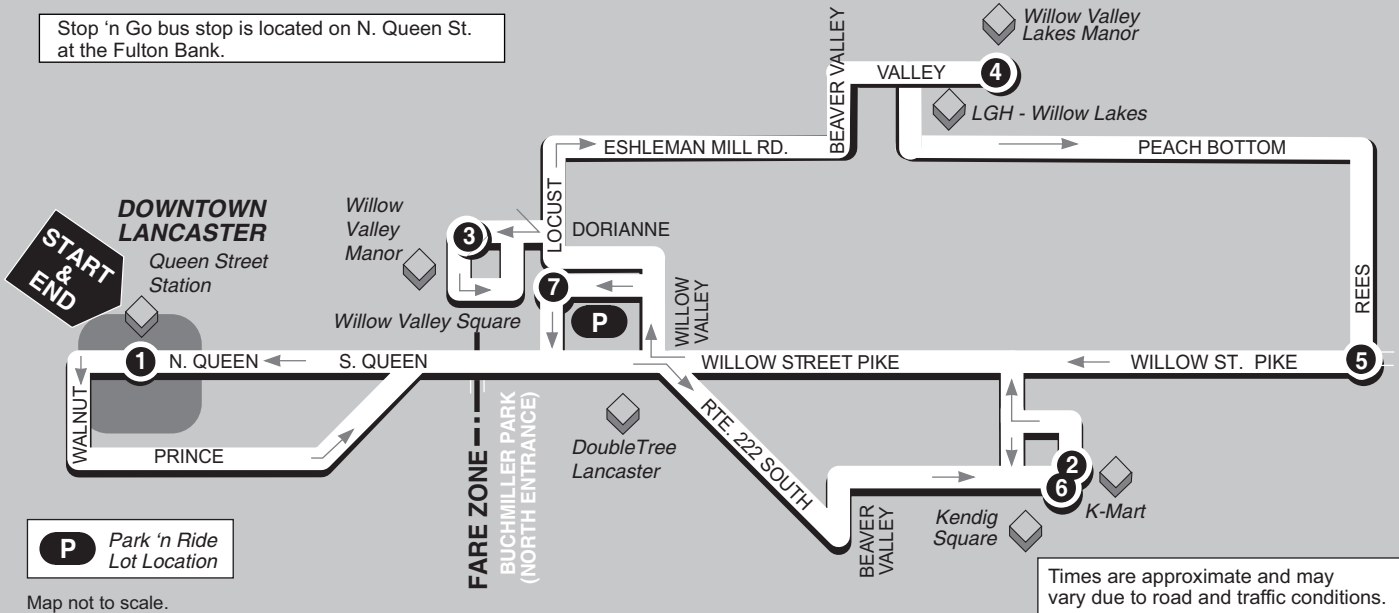 Stop ‘n Go bus stop is located on N. Queen St.
at the Fulton Bank.
BEAVER VALLEY
Willow Valley
Lakes Manor
VALLEY
4
LGH - Willow Lakes
ESHLEMAN MILL RD.
PEACH BOTTOM
DOWNTOWN
LANCASTER
Queen Street
Station
START
&
END
Willow
Valley
Manor
3
LOCUST
DORIANNE
7
P
WILLOW
VALLEY
REES
Willow Valley Square
1
N. QUEEN
S. QUEEN
WILLOW STREET PIKE
WILLOW ST. PIKE
5
WALNUT
PRINCE
FARE ZONE
BUCHMILLER PARK
(NORTH ENTRANCE)
DoubleTree
Lancaster
RTE. 222 SOUTH
BEAVER
VALLEY
2
6
K-Mart
Kendig
Square
P
Park ‘n Ride
Lot Location
Map not to scale.
Times are approximate and may
vary due to road and traffic conditions.